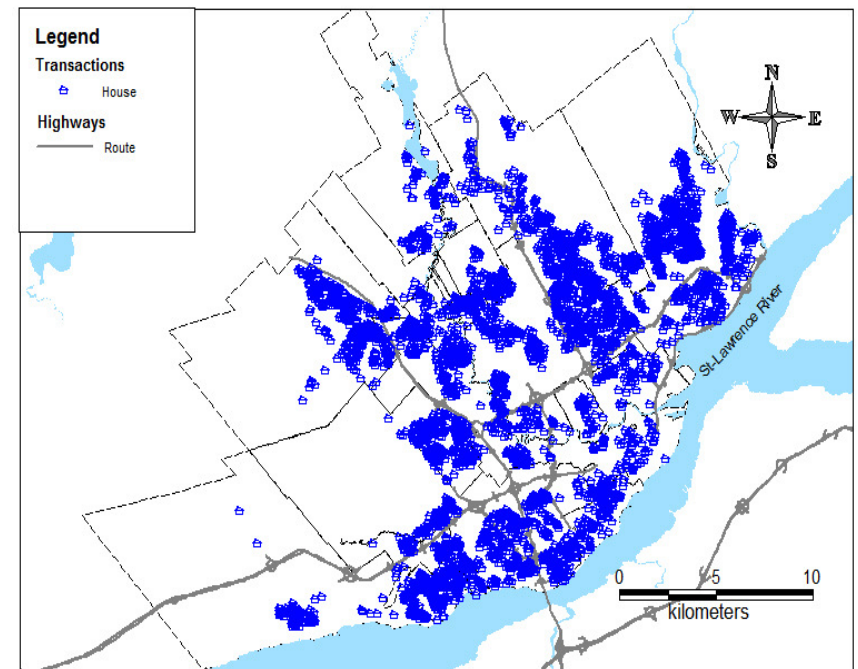 Legend
Transactions
House
Highways
Route
N
W E
S
St-Lawrence River
0 5 10
kilometers